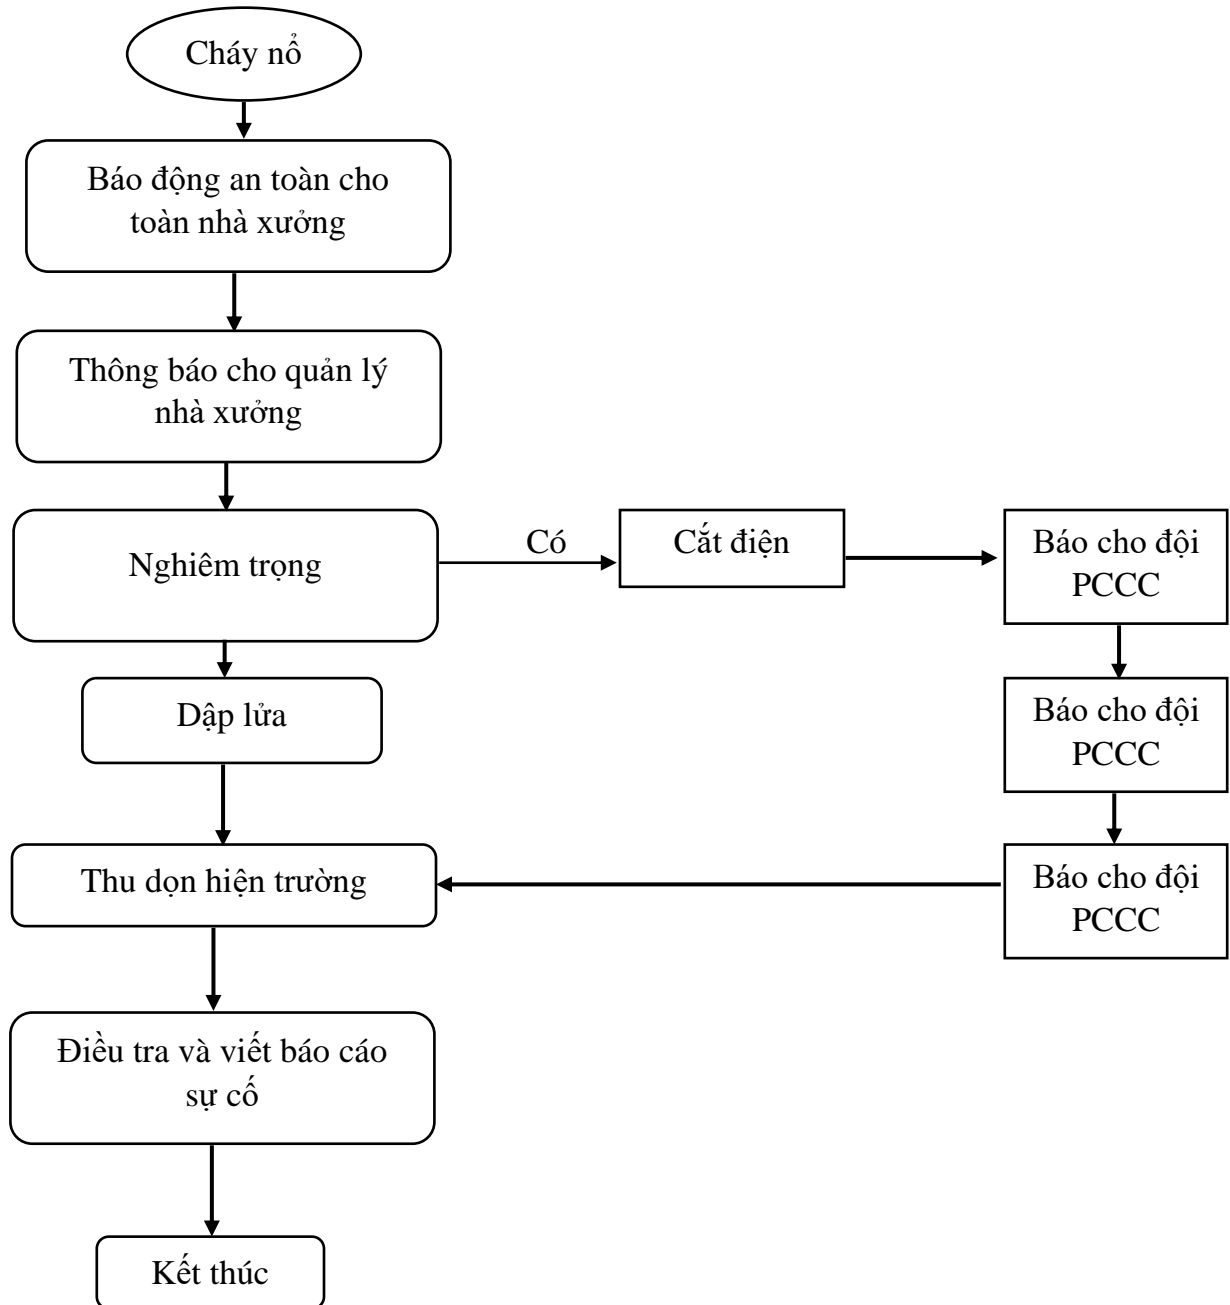 Cháy nổ
Báo động an toàn cho
toàn nhà xưởng
Thông báo cho quản lý
nhà xưởng
Nghiêm trọng
Có
Cắt điện
Báo cho đội
PCCC
Dập lửa
Báo cho đội
PCCC
Thu dọn hiện trường
Báo cho đội
PCCC
Điều tra và viết báo cáo
sự cố
Kết thúc